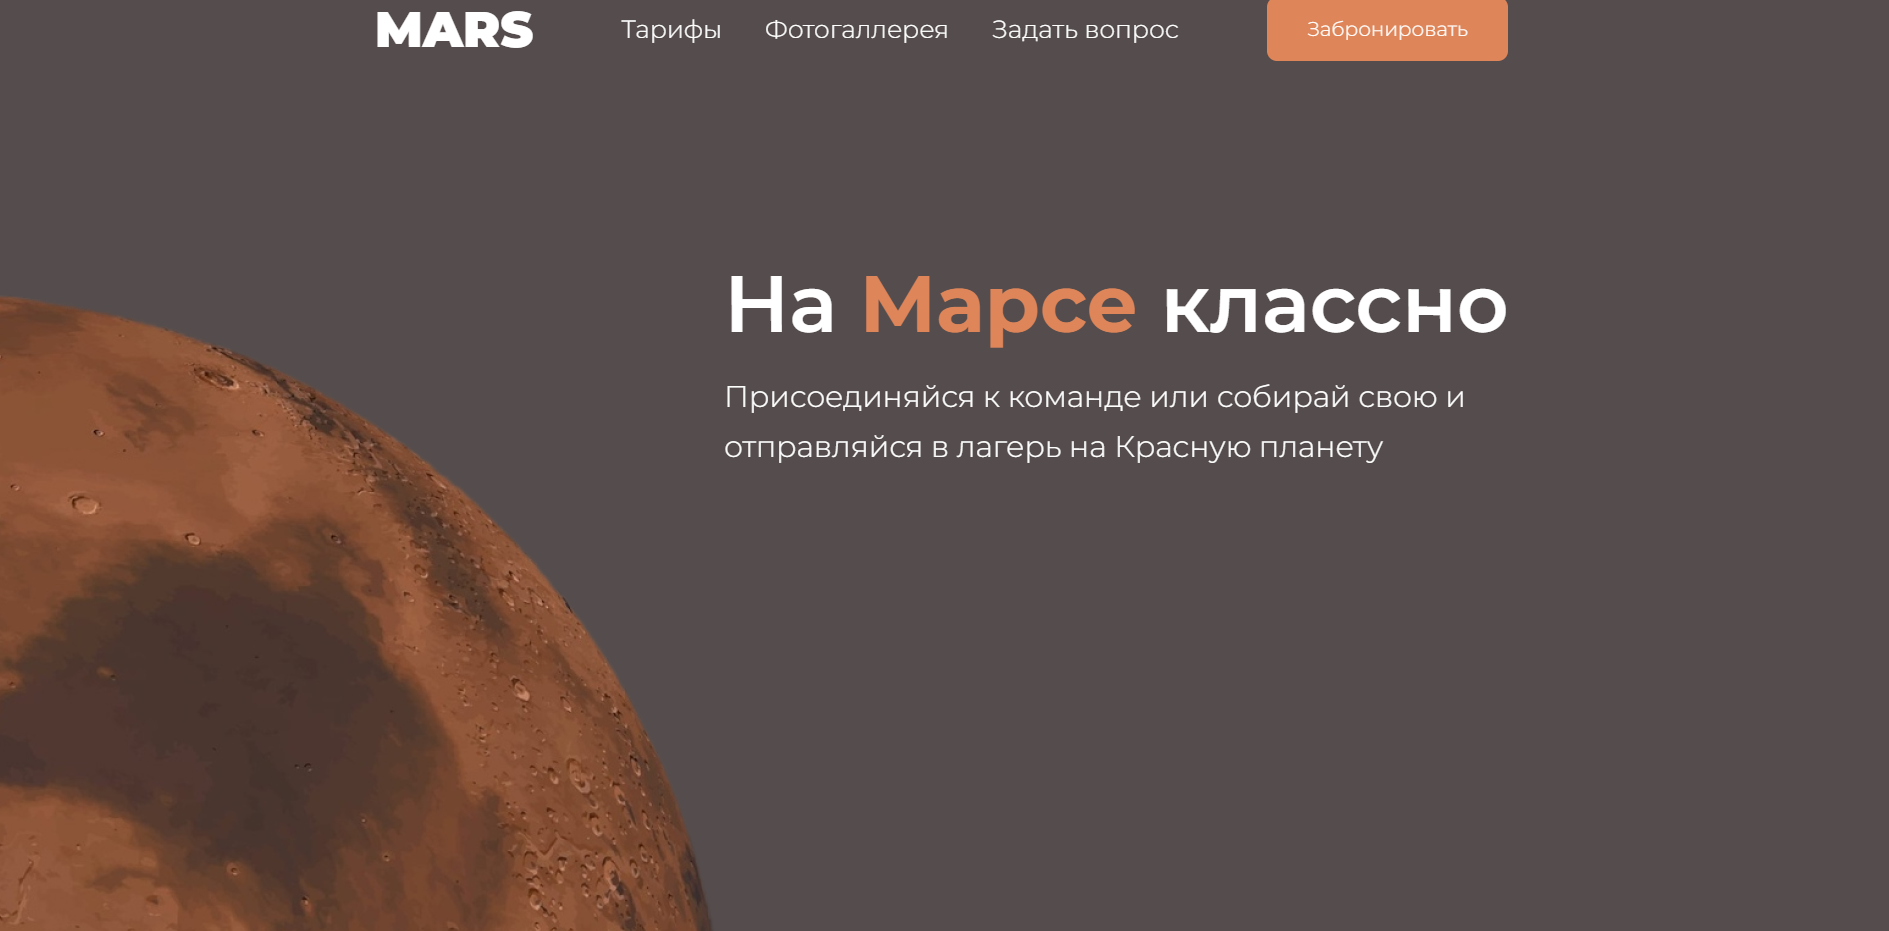 MARS
Тарифы Фотогаллерея Задать вопрос Забронировать
На Марсе классно
Присоединяйся к команде или собирай свою и
отправляйся в лагерь на Красную планету